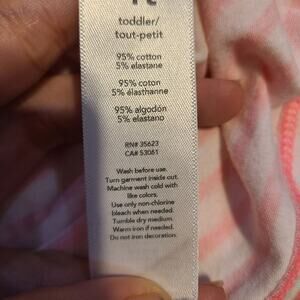 toddler/
tout-petit
95% cotton
5% elastane
95% coton
5% élasthanne
95% algodón
5% elastano
RN# 35623
CA# 53061
Wash before use.
Turn garment inside out.
Machine wash cold with
like colors.
Use only non-chlorine
bleach when needed.
Tumble dry medium.
Warm iron if needed.
Do not iron decoration.